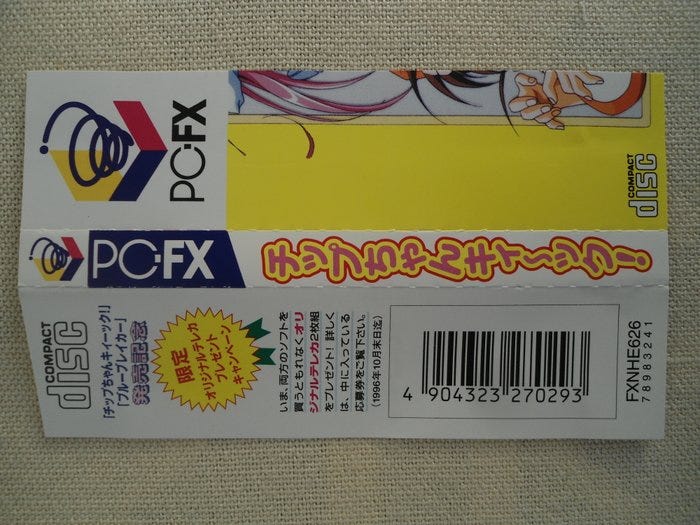 PC-FX
COMPACT
disc
PC-FX
チップちゃんキィ〜ック!
COMPACT
disc
「チップちゃんキィーック!」
「ブルーブレイカー」
発売記念
限定
オリジナルテレカ
プレゼント
キャンペーン
いま、両方のソフトを
買うともれなくオリ
ジナルテレカ2枚組
をプレゼント! 詳しく
は、中に入っている
応募券をご覧下さい。
(1996年10月末日迄)
4 904323 270293
FXNHE626
78983241